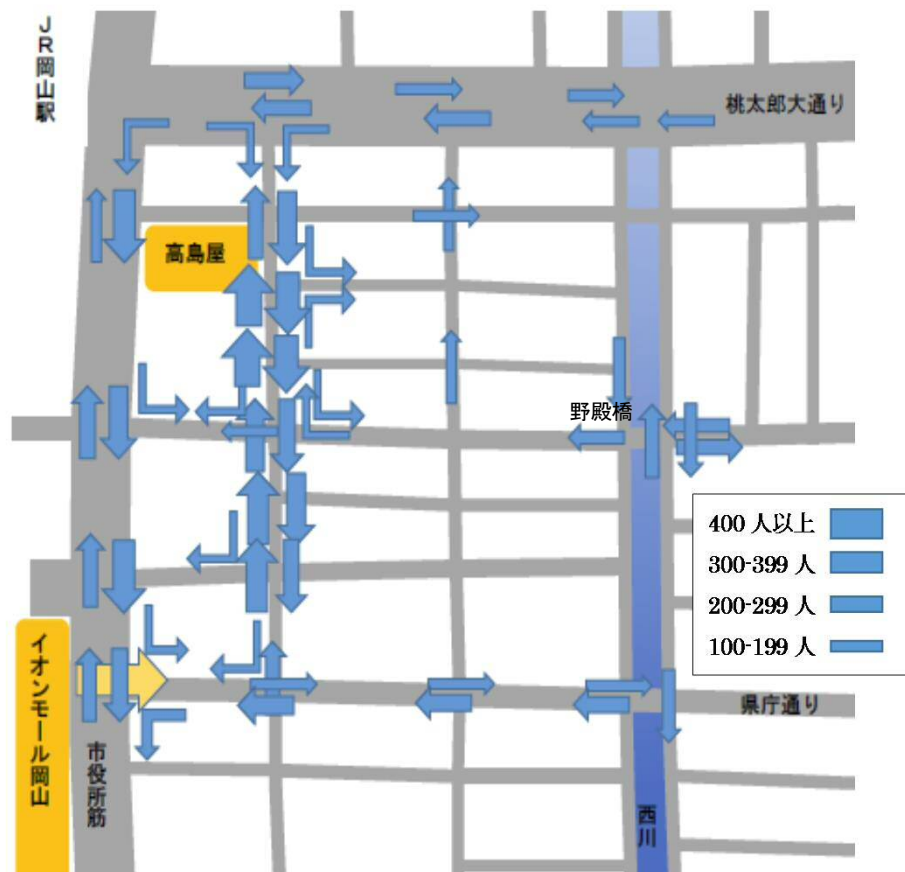 JR岡山駅
桃太郎大通り
高島屋
野殿橋
400人以上
300-399人
200-299人
100-199人
イオンモール岡山
市役所筋
県庁通り
西川